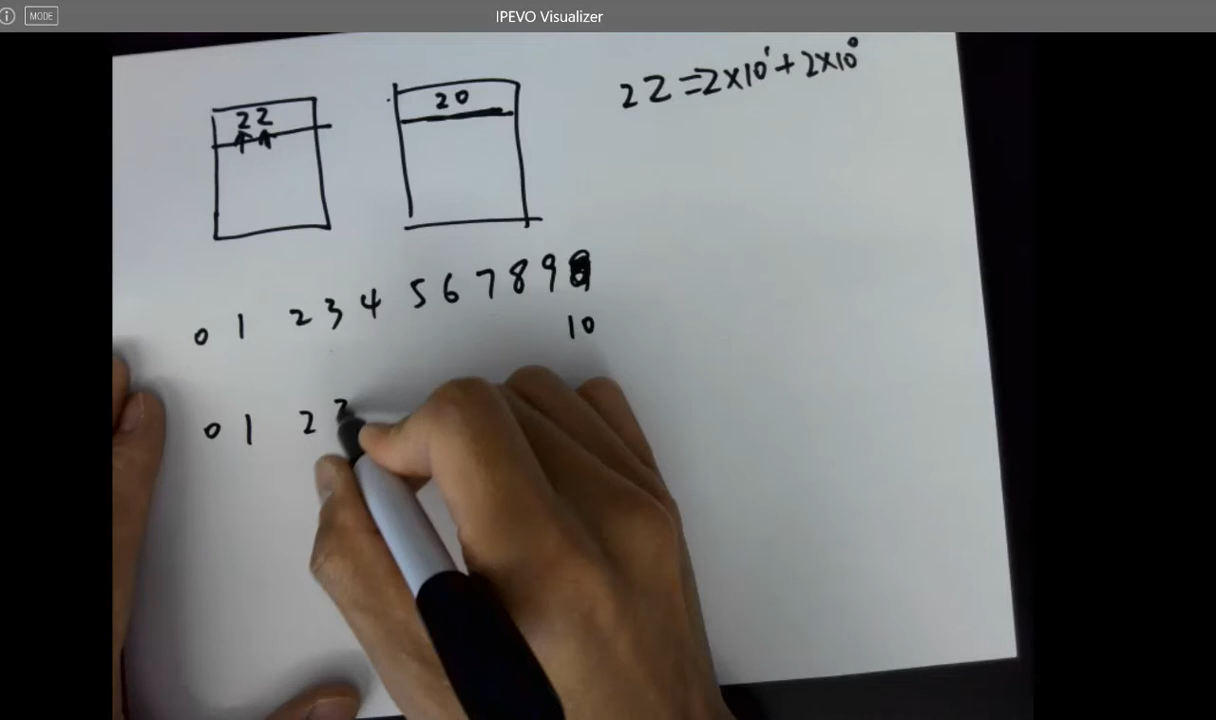 MODE
IPEVO Visualizer
22
20
22 = 2×10¹ + 2×10⁰
0 1 2 3 4 5 6 7 8 9
10
0 1 2